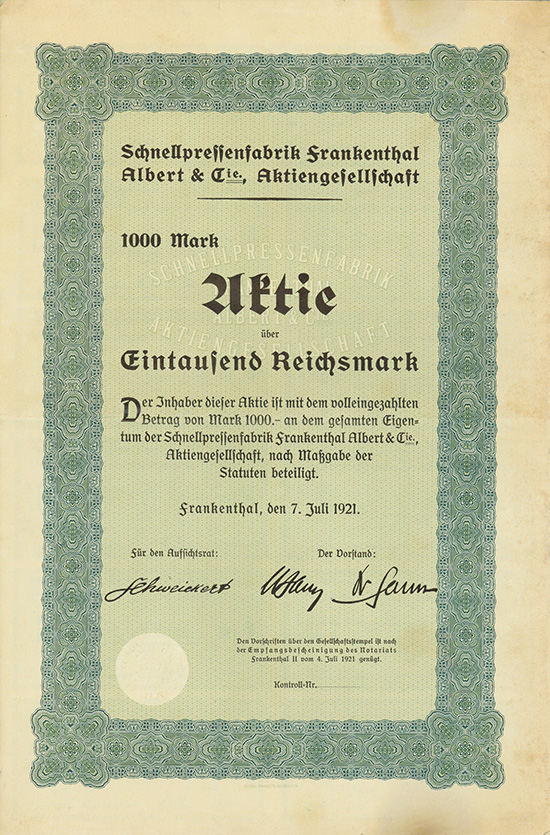 Schnellpressenfabrik Frankenthal
Albert & Cie., Aktiengesellschaft
1000 Mark
SCHNELLPRESSENFABRIK
ALBERT & C
AKTIENGESELLSCHAFT
Aktie
über
Eintausend Reichsmark
Der Inhaber dieser Aktie ist mit dem volleingezahlten
Betrag von Mark 1000.- an dem gesamten Eigen-
tum der Schnellpressenfabrik Frankenthal Albert & Cie.,
Aktiengesellschaft, nach Maßgabe der
Statuten beteiligt.
Frankenthal, den 7. Juli 1921.
Für den Aufsichtsrat: Der Vorstand:
Schweickert
Den Vorschriften über den Gesellschaftsstempel ist nach
der Empfangsbescheinigung des Notariats
Frankenthal II vom 4. Juli 1921 genügt.
Kontroll-Nr.